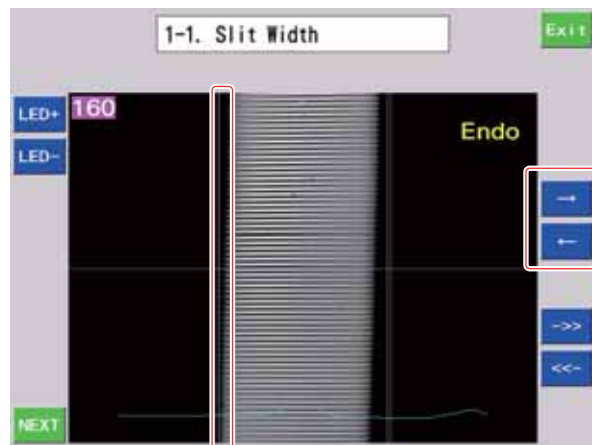 1-1. Slit Width
Exit
LED+
160
Endo
LED-
→
←
->>
<<-
NEXT